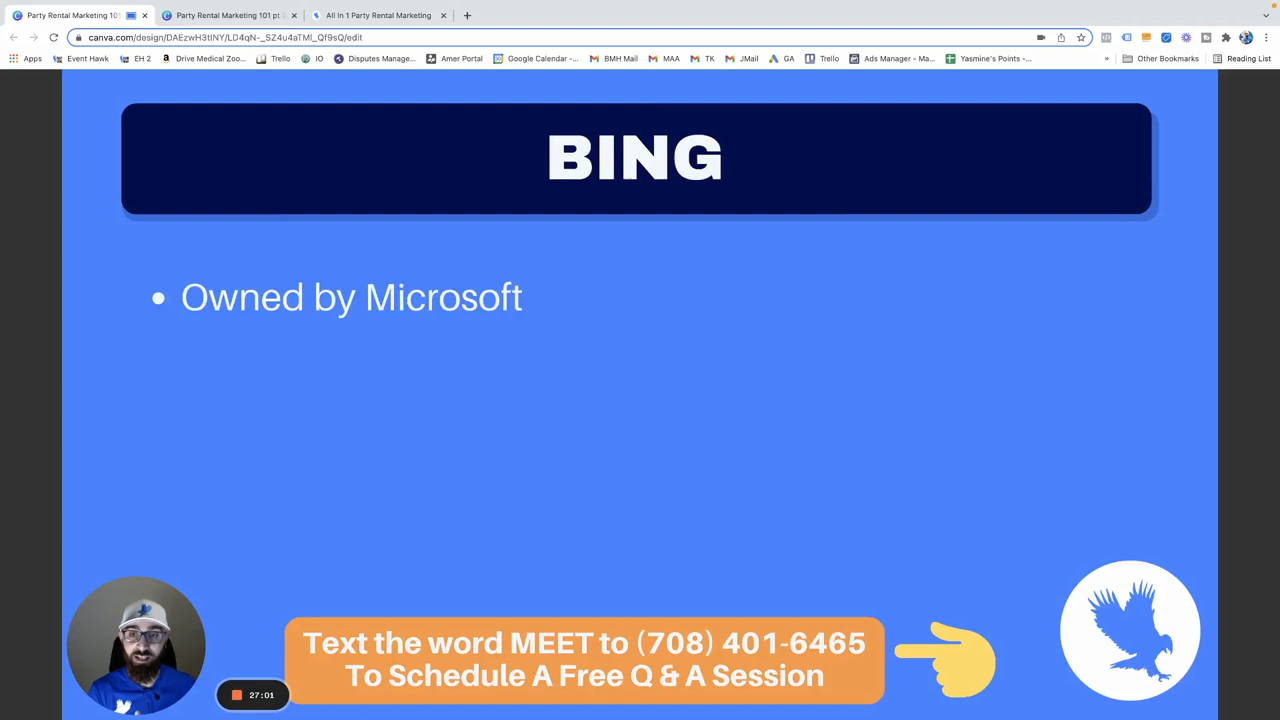 Party Rental Marketing 101
Party Rental Marketing 101 pt
All In 1 Party Rental Marketing
canva.com/design/DAEzwH3tINY/LD4qN-_SZ4u4aTMl_Qf9sQ/edit
Apps
Event Hawk
EH 2
Drive Medical Zoo...
Trello
IO
Disputes Manage...
Amer Portal
Google Calendar -...
BMH Mail
MAA
TK
JMail
GA
Trello
Ads Manager - Ma...
Yasmine's Points -...
»
Other Bookmarks
Reading List
BING
• Owned by Microsoft
Text the word MEET to (708) 401-6465
To Schedule A Free Q & A Session
27:01